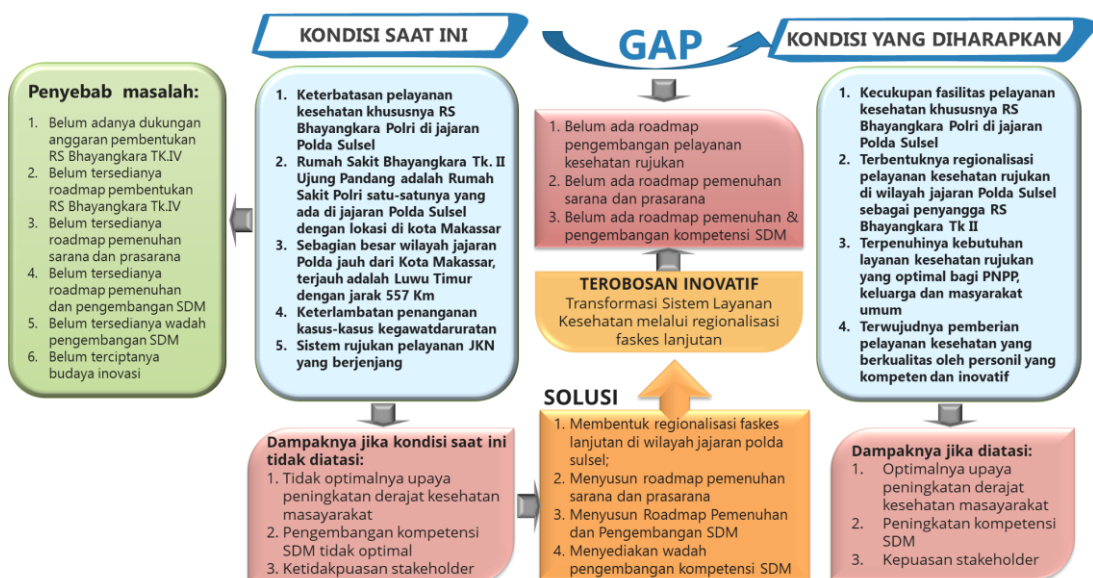 KONDISI SAAT INI
GAP
KONDISI YANG DIHARAPKAN
Penyebab masalah:
1. Belum adanya dukungan
anggaran pembentukan
RS Bhayangkara TK.IV
2. Belum tersedianya
roadmap pembentukan
RS Bhayangkara TK.IV
3. Belum tersedianya
roadmap pemenuhan
sarana dan prasarana
4. Belum tersedianya
roadmap pemenuhan
dan pengembangan SDM
5. Belum tersedianya wadah
pengembangan SDM
6. Belum terciptanya
budaya inovasi
1. Keterbatasan pelayanan
kesehatan khususnya RS
Bhayangkara Polri di jajaran
Polda Sulsel
2. Rumah Sakit Bhayangkara Tk. II
Ujung Pandang adalah Rumah
Sakit Polri satu-satunya yang
ada di jajaran Polda Sulsel
dengan lokasi di kota Makassar
3. Sebagian besar wilayah jajaran
Polda jauh dari Kota Makassar,
terjauh adalah Luwu Timur
dengan jarak 557 Km
4. Keterlambatan penanganan
kasus-kasus kegawatdaruratan
5. Sistem rujukan pelayanan JKN
yang berjenjang
1. Belum ada roadmap
pengembangan pelayanan
kesehatan rujukan
2. Belum ada roadmap pemenuhan
sarana dan prasarana
3. Belum ada roadmap pemenuhan &
pengembangan kompetensi SDM
TEROBOSAN INOVATIF
Transformasi Sistem Layanan
Kesehatan melalui regionalisasi
faskes lanjutan
1. Kecukupan fasilitas pelayanan
kesehatan khususnya RS
Bhayangkara Polri di jajaran
Polda Sulsel
2. Terbentuknya regionalisasi
pelayanan kesehatan rujukan
di wilayah jajaran Polda Sulsel
sebagai penyangga RS
Bhayangkara Tk II
3. Terpenuhinya kebutuhan
layanan kesehatan rujukan
yang optimal bagi PNPP,
keluarga dan masyarakat
umum
4. Terwujudnya pemberian
pelayanan kesehatan yang
berkualitas oleh personil yang
kompeten dan inovatif
Dampaknya jika kondisi saat ini
tidak diatasi:
1. Tidak optimalnya upaya
peningkatan derajat kesehatan
masayarakat
2. Pengembangan kompetensi
SDM tidak optimal
3. Ketidakpuasan stakeholder
SOLUSI
1. Membentuk regionalisasi faskes
lanjutan di wilayah jajaran polda
sulsel;
2. Menyusun roadmap pemenuhan
sarana dan prasarana
3. Menyusun Roadmap Pemenuhan
dan Pengembangan SDM
4. Menyediakan wadah
pengembangan kompetensi SDM
Dampaknya jika diatasi:
1. Optimalnya upaya
peningkatan derajat
kesehatan masayarakat
2. Peningkatan kompetensi
SDM
3. Kepuasan stakeholder